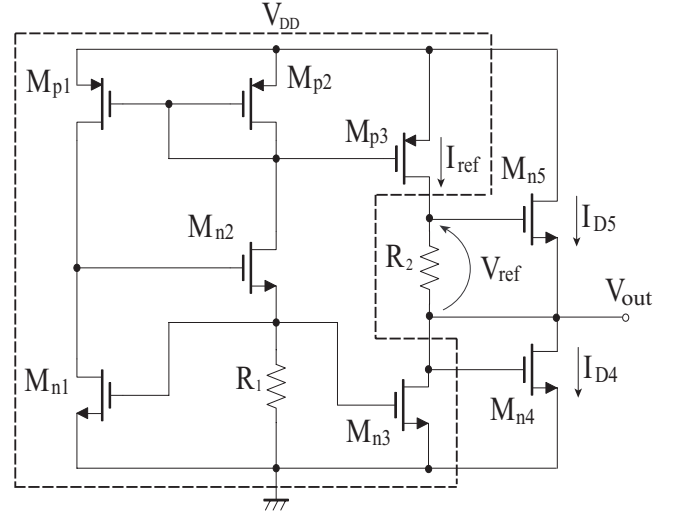 VDD
Mp1
Mp2
Mp3
Iref
Mn5
ID5
Mn2
R2
Vref
Vout
Mn1
R1
Mn3
Mn4
ID4